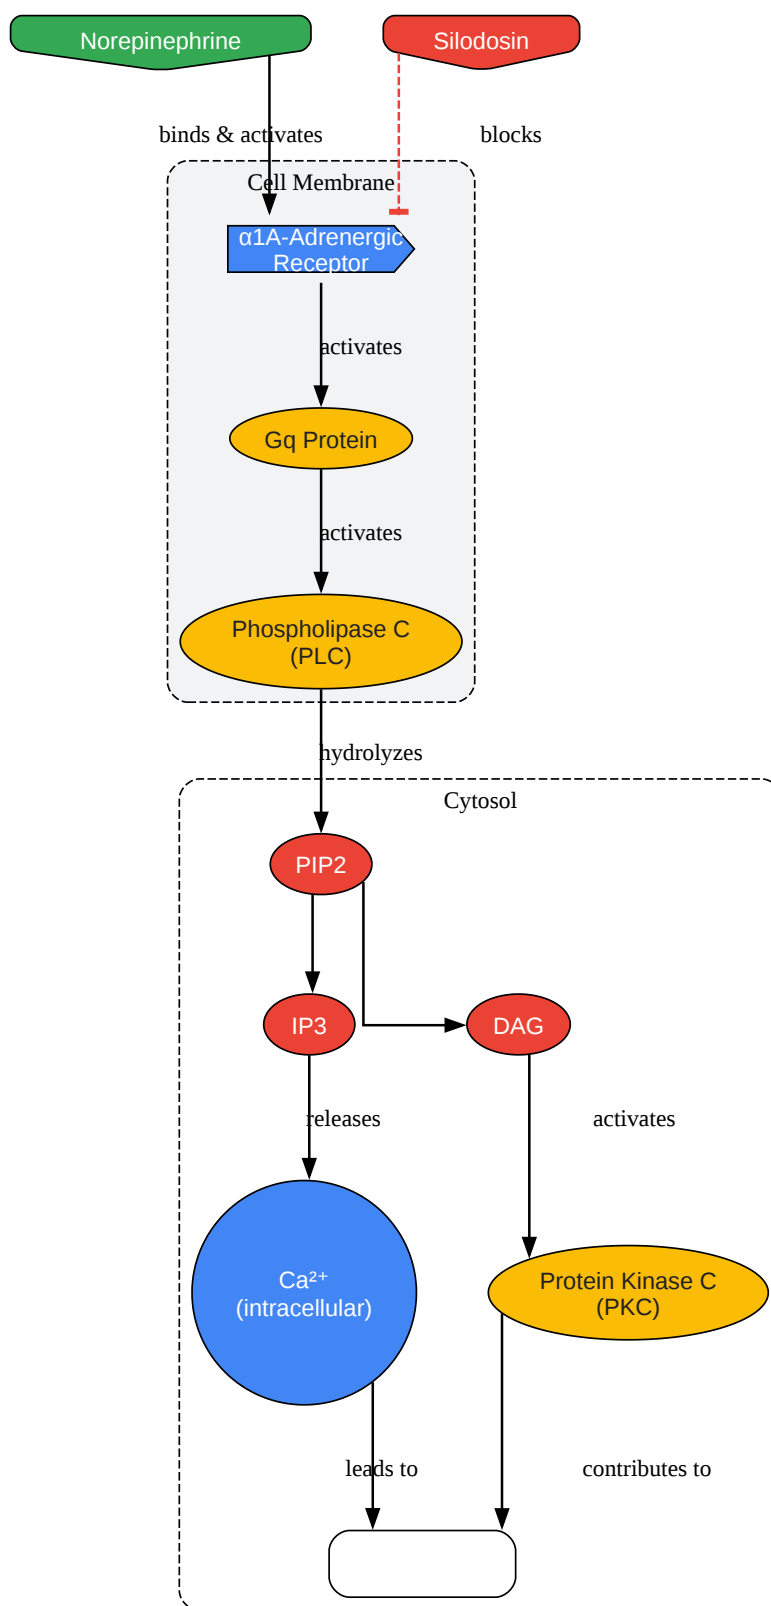 Norepinephrine
Silodosin
binds & activates
blocks
Cell Membrane
α1A-Adrenergic
Receptor
activates
Gq Protein
activates
Phospholipase C
(PLC)
hydrolyzes
Cytosol
PIP2
IP3
DAG
releases
activates
Ca²⁺
(intracellular)
Protein Kinase C
(PKC)
leads to
contributes to